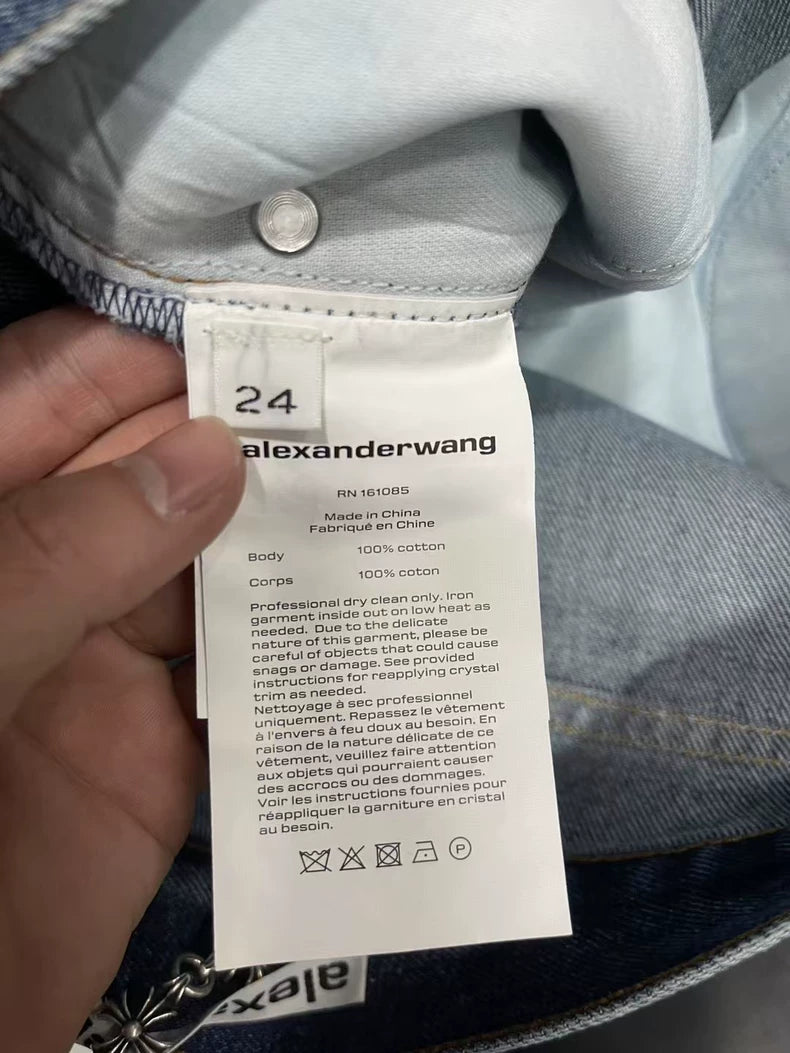 24
alexanderwang
RN 161085
Made in China
Fabriqué en Chine
Body 100% cotton
Corps 100% coton
Professional dry clean only. Iron
garment inside out on low heat as
needed. Due to the delicate
nature of this garment, please be
careful of objects that could cause
snags or damage. See provided
instructions for reapplying crystal
trim as needed.
Nettoyage à sec professionnel
uniquement. Repassez le vêtement
à l'envers à feu doux au besoin. En
raison de la nature délicate de ce
vêtement, veuillez faire attention
aux objets qui pourraient causer
des accrocs ou des dommages.
Voir les instructions fournies pour
réappliquer la garniture en cristal
au besoin.
P
alex